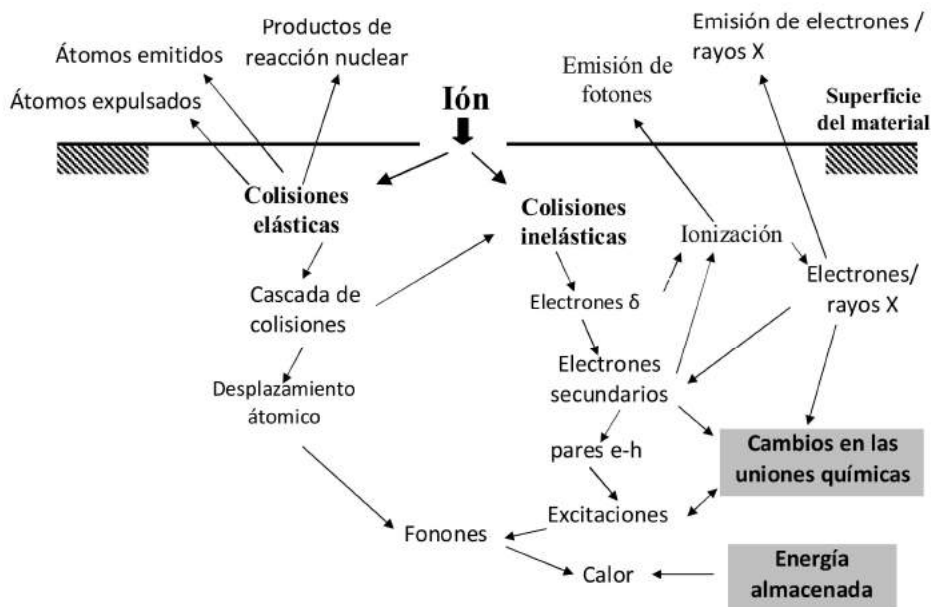 Productos de
reacción nuclear
Átomos emitidos
Átomos expulsados
Ión
Emisión de
fotones
Emisión de electrones /
rayos X
Superficie
del material
Colisiones
elásticas
Colisiones
inelásticas
Ionización
Electrones/
rayos X
Cascada de
colisiones
Electrones δ
Desplazamiento
átomico
Electrones
secundarios
pares e-h
Cambios en las
uniones químicas
Excitaciones
Fonones
Calor
Energía
almacenada